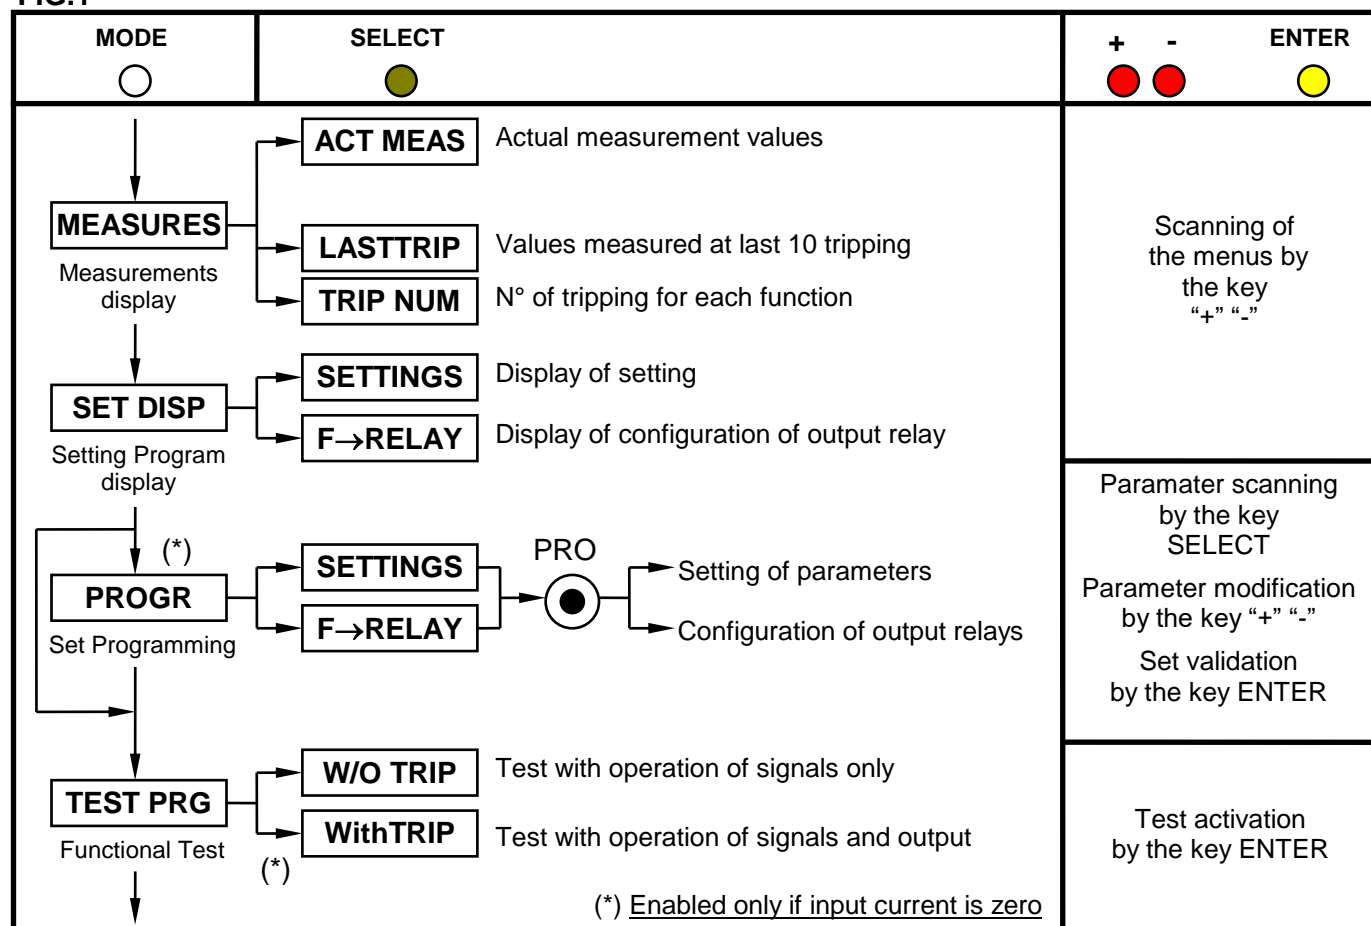 FIG.1
MODE
SELECT
+ - ENTER
ACT MEAS Actual measurement values
MEASURES
Measurements
display
LASTTRIP Values measured at last 10 tripping
TRIP NUM N° of tripping for each function
Scanning of
the menus by
the key
“+” “-”
SET DISP
Setting Program
display
SETTINGS Display of setting
F→RELAY Display of configuration of output relay
(*)
PROGR
Set Programming
SETTINGS
F→RELAY
PRO
Setting of parameters
Configuration of output relays
Paramater scanning
by the key
SELECT
Parameter modification
by the key “+” “-”
Set validation
by the key ENTER
TEST PRG
Functional Test
W/O TRIP Test with operation of signals only
WithTRIP Test with operation of signals and output
(*)
(*) Enabled only if input current is zero
Test activation
by the key ENTER